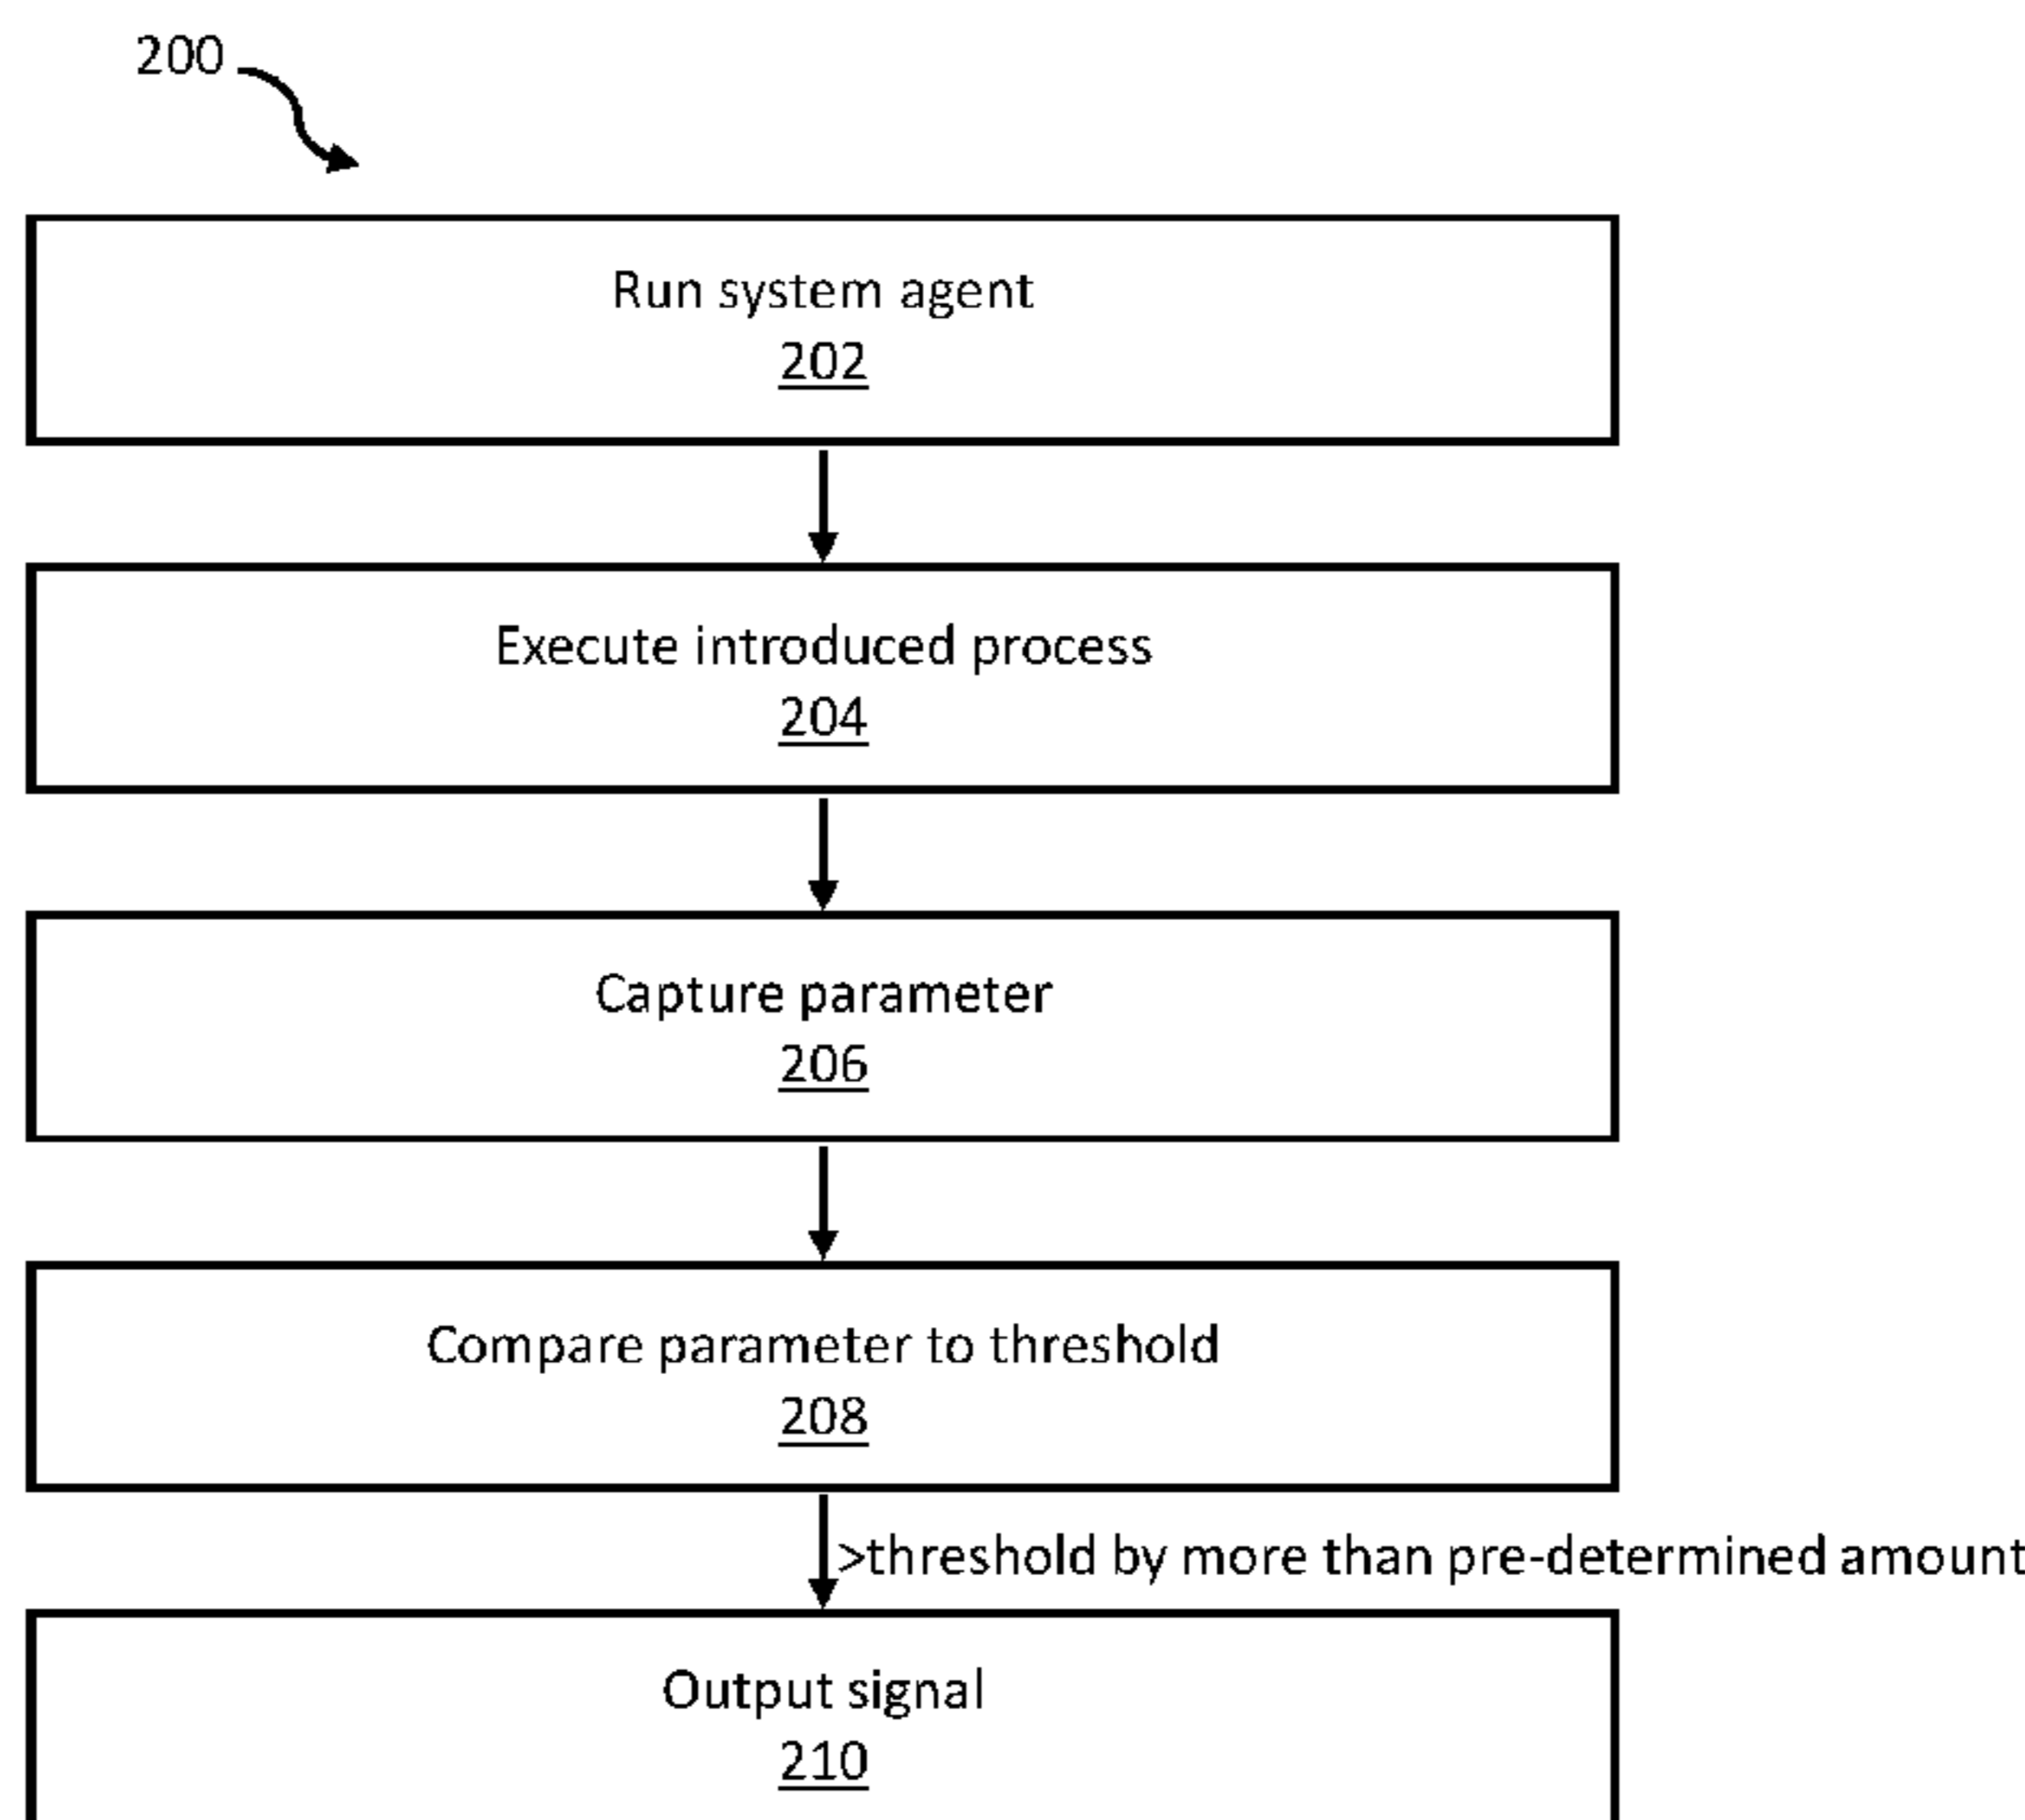 200
Run system agent
202
Execute introduced process
204
Capture parameter
206
Compare parameter to threshold
208
>threshold by more than pre-determined amount
Output signal
210